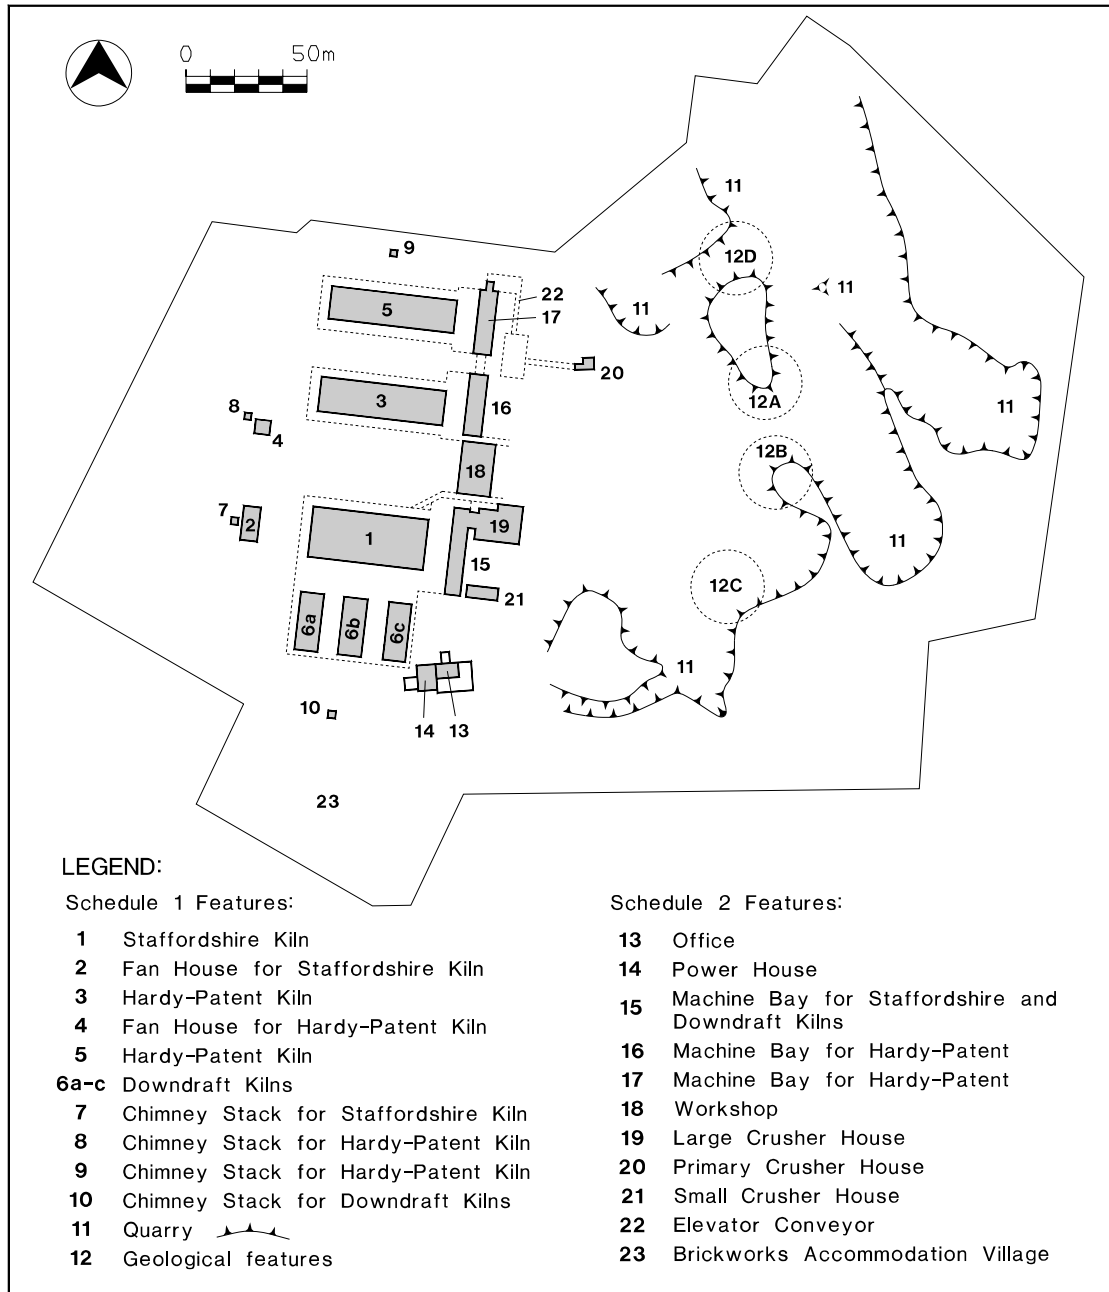 0 50m
9
11
12D
5
22
17
11
11
20
3
16
12A
11
8
4
12B
18
7
2
1
19
11
15
12C
21
6a
6b
6c
11
10
14
13
23
LEGEND:
Schedule 1 Features:
1 Staffordshire Kiln
2 Fan House for Staffordshire Kiln
3 Hardy-Patent Kiln
4 Fan House for Hardy-Patent Kiln
5 Hardy-Patent Kiln
6a-c Downdraft Kilns
7 Chimney Stack for Staffordshire Kiln
8 Chimney Stack for Hardy-Patent Kiln
9 Chimney Stack for Hardy-Patent Kiln
10 Chimney Stack for Downdraft Kilns
11 Quarry
12 Geological features
Schedule 2 Features:
13 Office
14 Power House
15 Machine Bay for Staffordshire and
Downdraft Kilns
16 Machine Bay for Hardy-Patent
17 Machine Bay for Hardy-Patent
18 Workshop
19 Large Crusher House
20 Primary Crusher House
21 Small Crusher House
22 Elevator Conveyor
23 Brickworks Accommodation Village